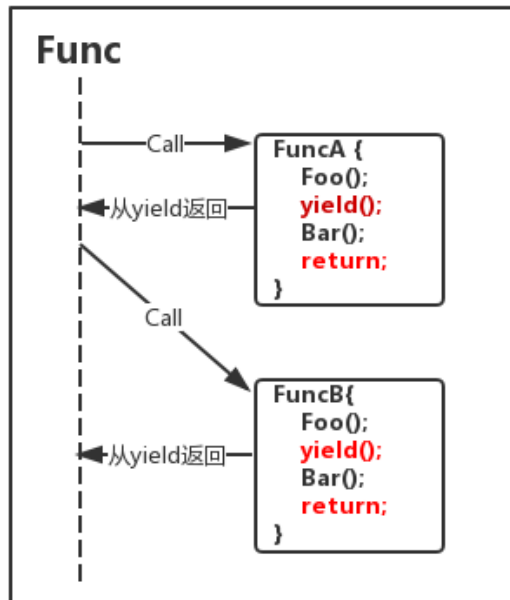 Func
Call
FuncA {
Foo();
从yield返回
yield();
Bar();
return;
}
Call
FuncB{
Foo();
从yield返回
yield();
Bar();
return;
}